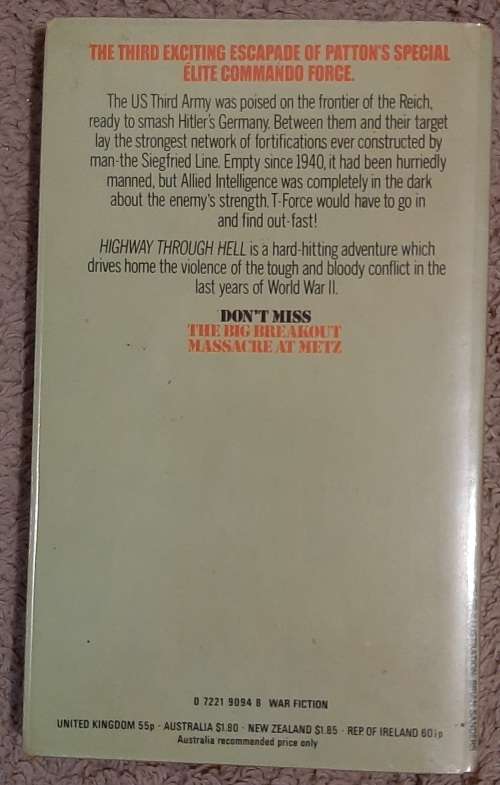 THE THIRD EXCITING ESCAPADE OF PATTON'S SPECIAL
ÉLITE COMMANDO FORCE.
The US Third Army was poised on the frontier of the Reich,
ready to smash Hitler's Germany. Between them and their target
lay the strongest network of fortifications ever constructed by
man-the Siegfried Line. Empty since 1940, it had been hurriedly
manned, but Allied Intelligence was completely in the dark
about the enemy's strength. T-Force would have to go in
and find out-fast!
HIGHWAY THROUGH HELL is a hard-hitting adventure which
drives home the violence of the tough and bloody conflict in the
last years of World War II.
DON'T MISS
THE BIG BREAKOUT
MASSACRE AT METZ
0 7221 9094 8 WAR FICTION
UNITED KINGDOM 55p · AUSTRALIA $1.80 · NEW ZEALAND $1.85 · REP OF IRELAND 60½p
Australia recommended price only